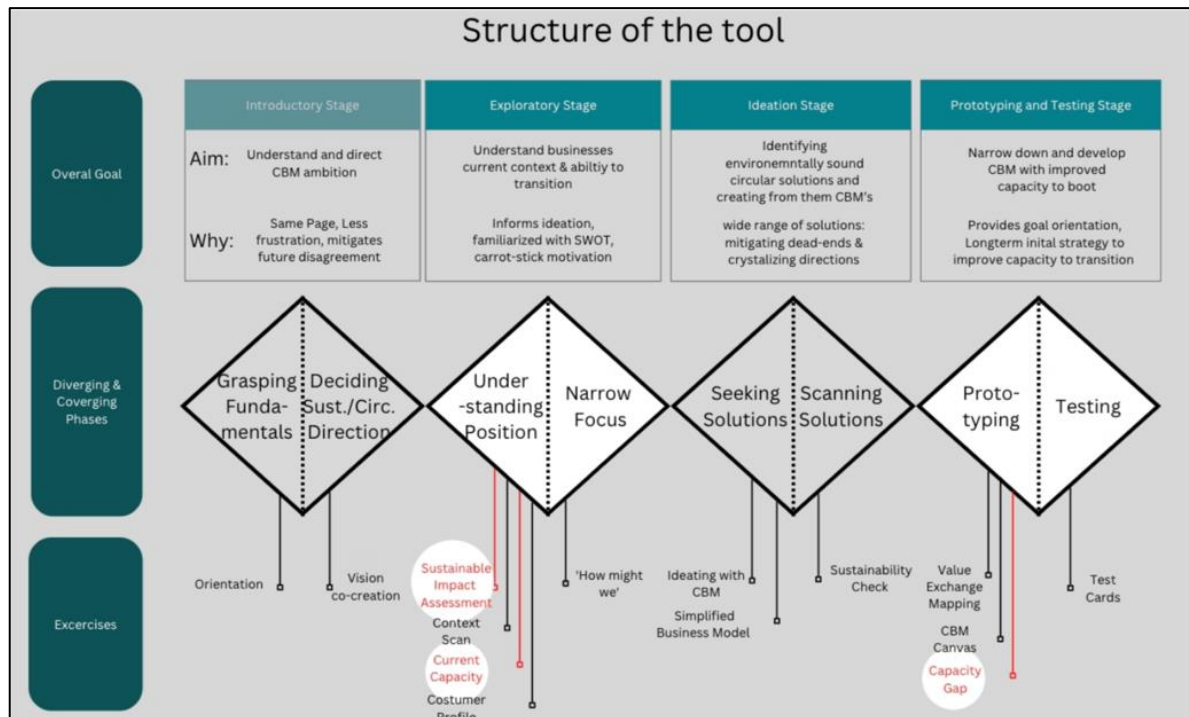 Structure of the tool
Overal Goal
Introductory Stage
Exploratory Stage
Ideation Stage
Prototyping and Testing Stage
Aim:
Understand and direct
CBM ambition
Understand businesses
current context & abiltiy to
transition
Identifying
environemntally sound
circular solutions and
creating from them CBM's
Narrow down and develop
CBM with improved
capacity to boot
Why:
Same Page, Less
frustration, mitigates
future disagreement
Informs ideation,
familiarized with SWOT,
carrot-stick motivation
wide range of solutions:
mitigating dead-ends &
crystalizing directions
Provides goal orientation,
Longterm inital strategy to
improve capacity to transition
Diverging &
Coverging
Phases
Grasping
Funda-
mentals
Deciding
Sust./Circ.
Direction
Under
-standing
Position
Narrow
Focus
Seeking
Solutions
Scanning
Solutions
Proto-
typing
Testing
Excercises
Orientation
Vision
co-creation
Sustainable
Impact
Assessment
Context
Scan
Current
Capacity
Costumer
Profile
'How might
we'
Ideating with
CBM
Simplified
Business Model
Sustainability
Check
Value
Exchange
Mapping
CBM
Canvas
Capacity
Gap
Test
Cards